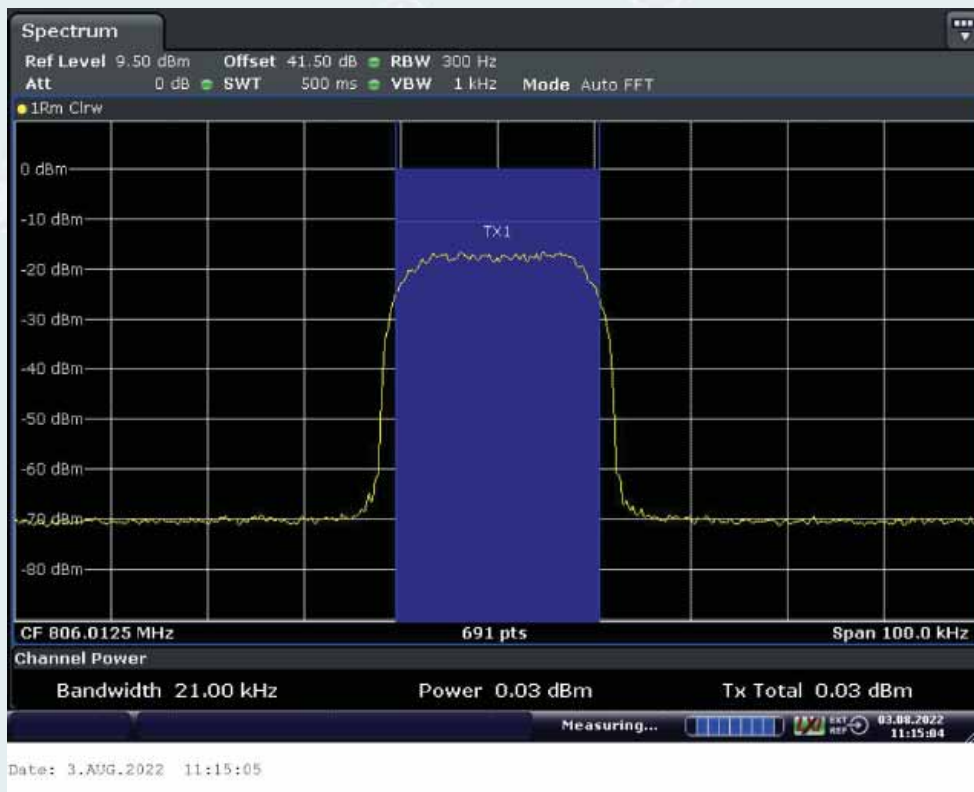 Spectrum
Ref Level 9.50 dBm Offset 41.50 dB RBW 300 Hz
Att 0 dB SWT 500 ms VBW 1 kHz Mode Auto FFT
1Rm Clrw
0 dBm
-10 dBm
TX1
-20 dBm
-30 dBm
-40 dBm
-50 dBm
-60 dBm
-70 dBm
-80 dBm
CF 806.0125 MHz 691 pts Span 100.0 kHz
Channel Power
Bandwidth 21.00 kHz Power 0.03 dBm Tx Total 0.03 dBm
Measuring... LXI EXT REF 03.08.2022 11:15:04
Date: 3.AUG.2022 11:15:05